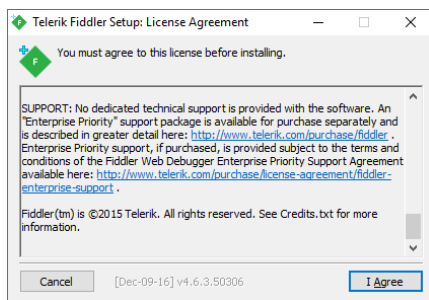 Telerik Fiddler Setup: License Agreement
You must agree to this license before installing.
SUPPORT: No dedicated technical support is provided with the software. An
"Enterprise Priority" support package is available for purchase separately and
is described in greater detail here: http://www.telerik.com/purchase/fiddler .
Enterprise Priority support, if purchased, is provided subject to the terms and
conditions of the Fiddler Web Debugger Enterprise Priority Support Agreement
available here: http://www.telerik.com/purchase/license-agreement/fiddler-
enterprise-support .
Fiddler(tm) is ©2015 Telerik. All rights reserved. See Credits.txt for more
information.
Cancel [Dec-09-16] v4.6.3.50306 I Agree